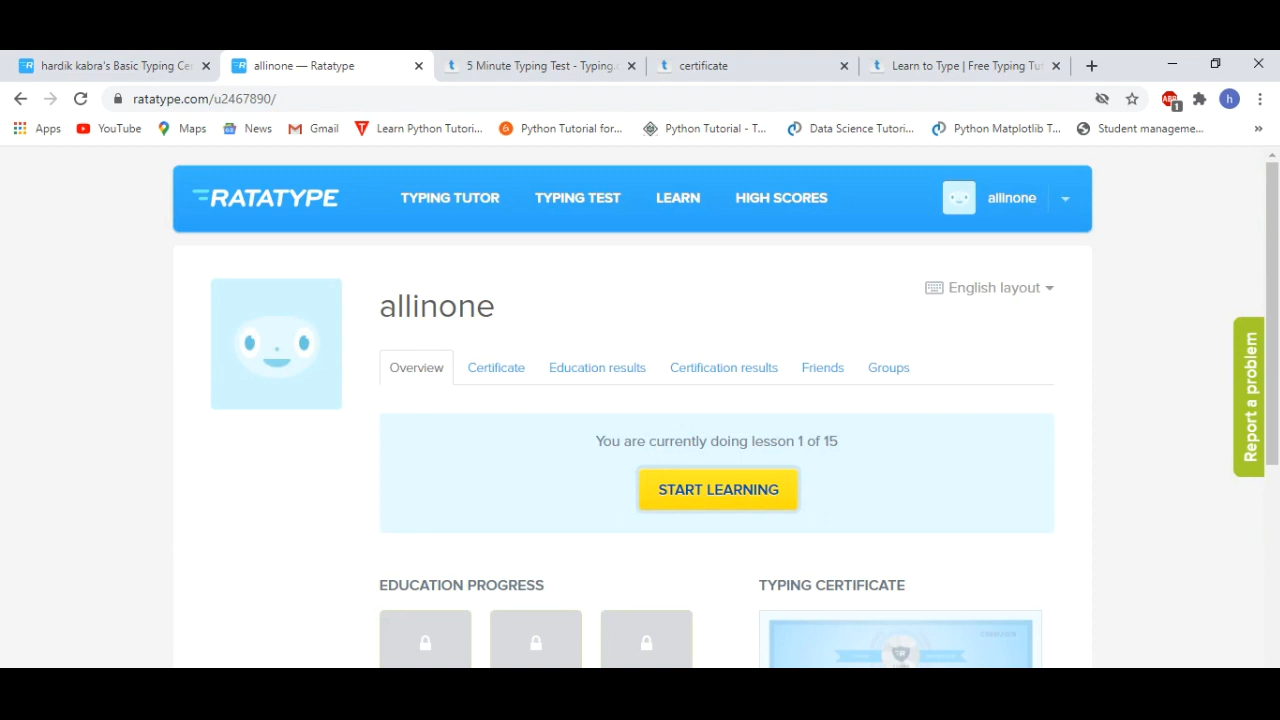 hardik kabra's Basic Typing Ce
allinone — Ratatype
5 Minute Typing Test - Typing.c
certificate
Learn to Type | Free Typing Tut
ratatype.com/u2467890/
ABP
1
h
Apps
YouTube
Maps
News
Gmail
Learn Python Tutori...
Python Tutorial for...
Python Tutorial - T...
Data Science Tutori...
Python Matplotlib T...
Student manageme...
RATATYPE
TYPING TUTOR
TYPING TEST
LEARN
HIGH SCORES
allinone
allinone
English layout
Overview
Certificate
Education results
Certification results
Friends
Groups
You are currently doing lesson 1 of 15
START LEARNING
Report a problem
EDUCATION PROGRESS
TYPING CERTIFICATE